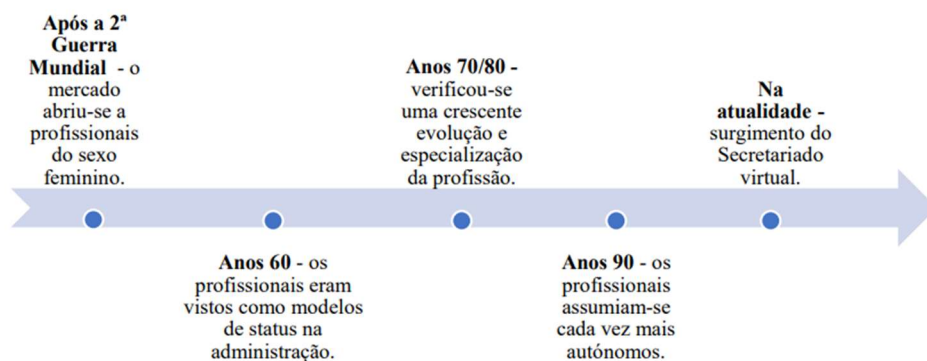 Após a 2ª
Guerra
Mundial - o
mercado
abriu-se a
profissionais
do sexo
feminino.
Anos 60 - os
profissionais eram
vistos como modelos
de status na
administração.
Anos 70/80 -
verificou-se
uma crescente
evolução e
especialização
da profissão.
Anos 90 - os
profissionais
assumiam-se
cada vez mais
autónomos.
Na
atualidade -
surgimento do
Secretariado
virtual.